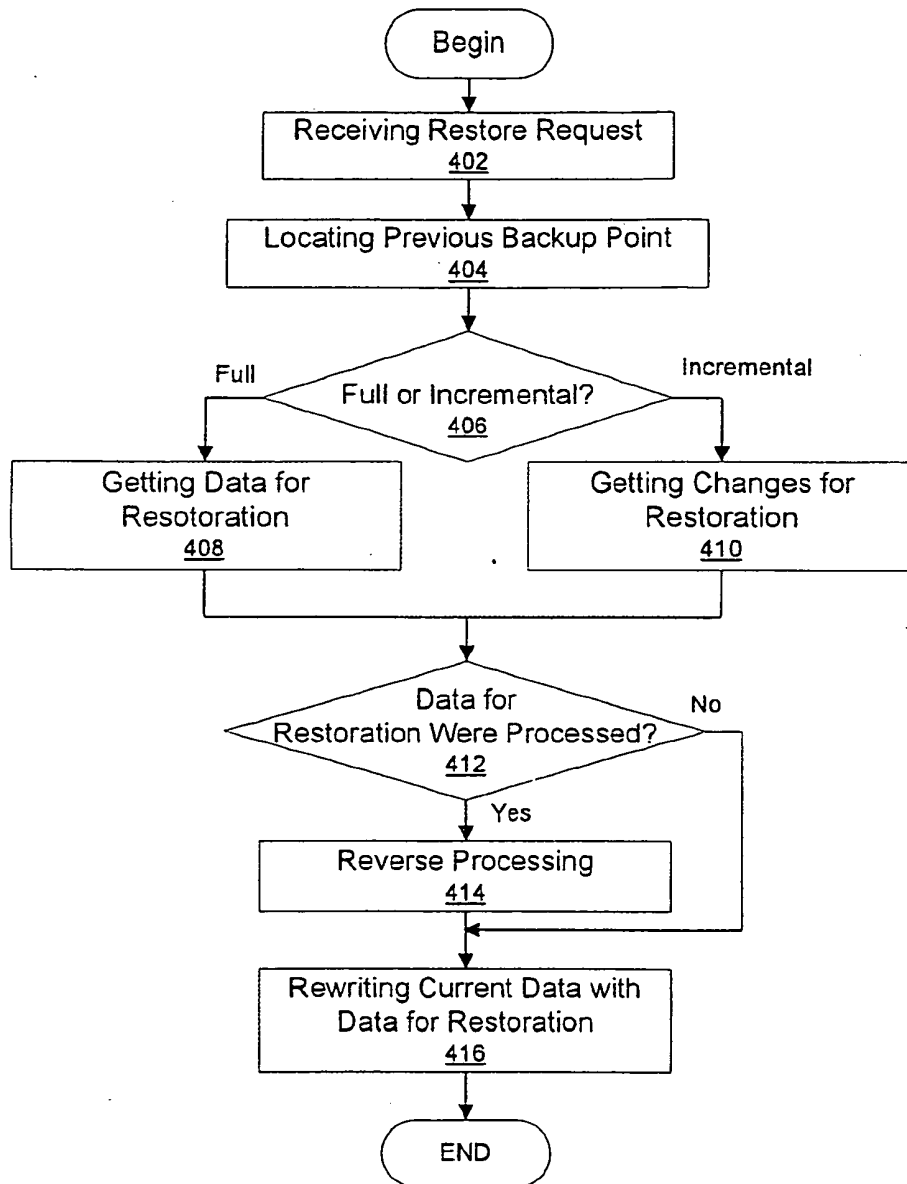 Begin
Receiving Restore Request
402
Locating Previous Backup Point
404
Full
Incremental
Full or Incremental?
406
Getting Data for
Resotoration
408
Getting Changes for
Restoration
410
Data for
Restoration Were Processed?
412
No
Yes
Reverse Processing
414
Rewriting Current Data with
Data for Restoration
416
END